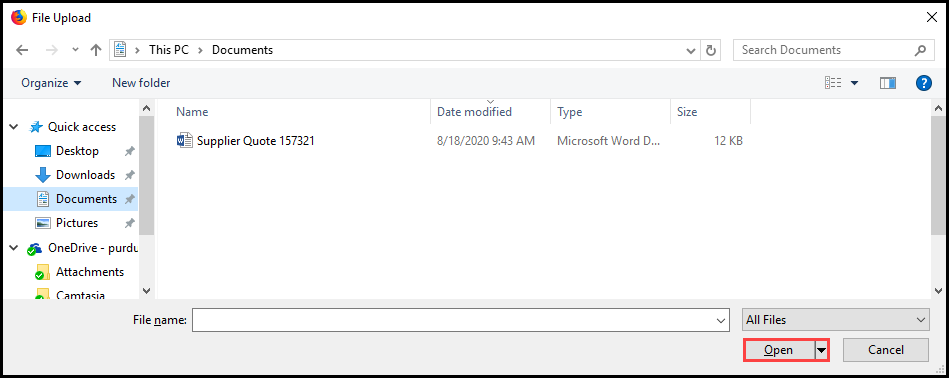 File Upload
This PC > Documents
Search Documents
Organize New folder
Name Date modified Type Size
Quick access
Supplier Quote 157321 8/18/2020 9:43 AM Microsoft Word D... 12 KB
Desktop
Downloads
Documents
Pictures
OneDrive - purdu
Attachments
Camtasia
File name: All Files
Open Cancel